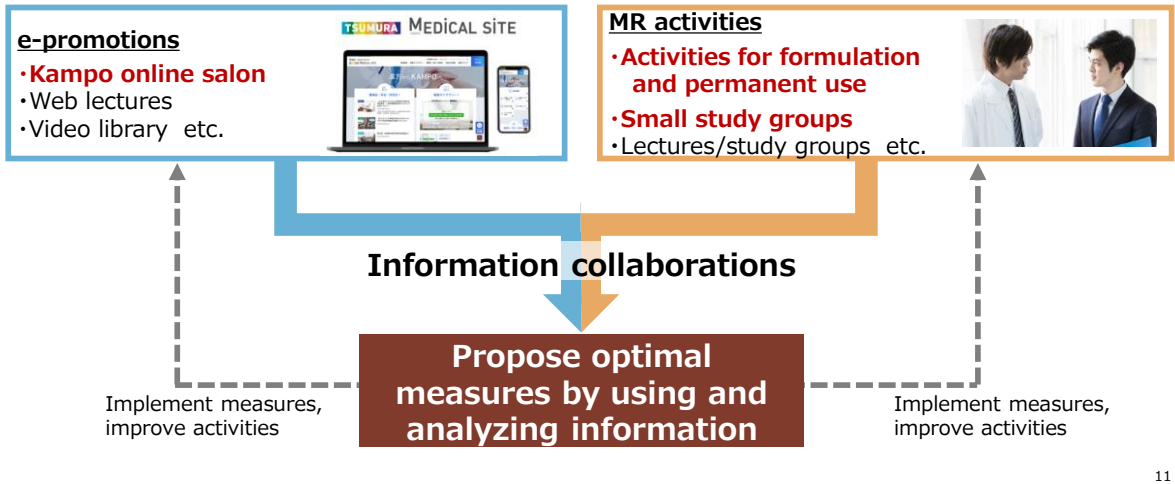 e-promotions
・Kampo online salon
・Web lectures
・Video library etc.
TSUMURA MEDICAL SITE
MR activities
・Activities for formulation
and permanent use
・Small study groups
・Lectures/study groups etc.
Information collaborations
Propose optimal
measures by using and
analyzing information
Implement measures,
improve activities
Implement measures,
improve activities
11